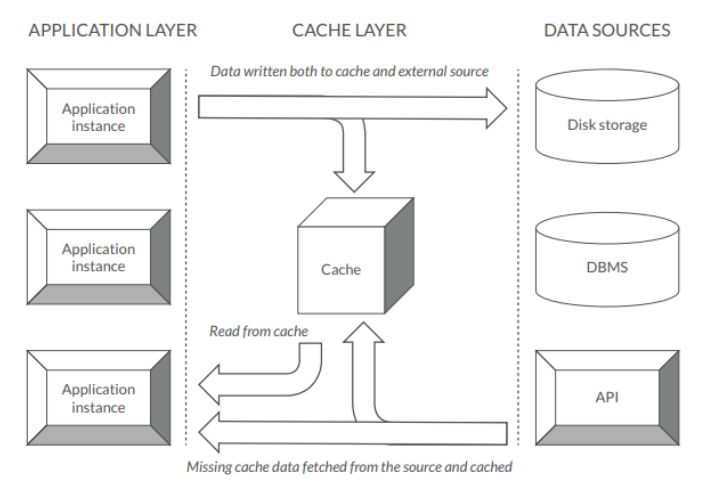 APPLICATION LAYER
CACHE LAYER
DATA SOURCES
Data written both to cache and external source
Application
instance
Disk storage
Application
instance
Cache
DBMS
Read from cache
Application
instance
API
Missing cache data fetched from the source and cached